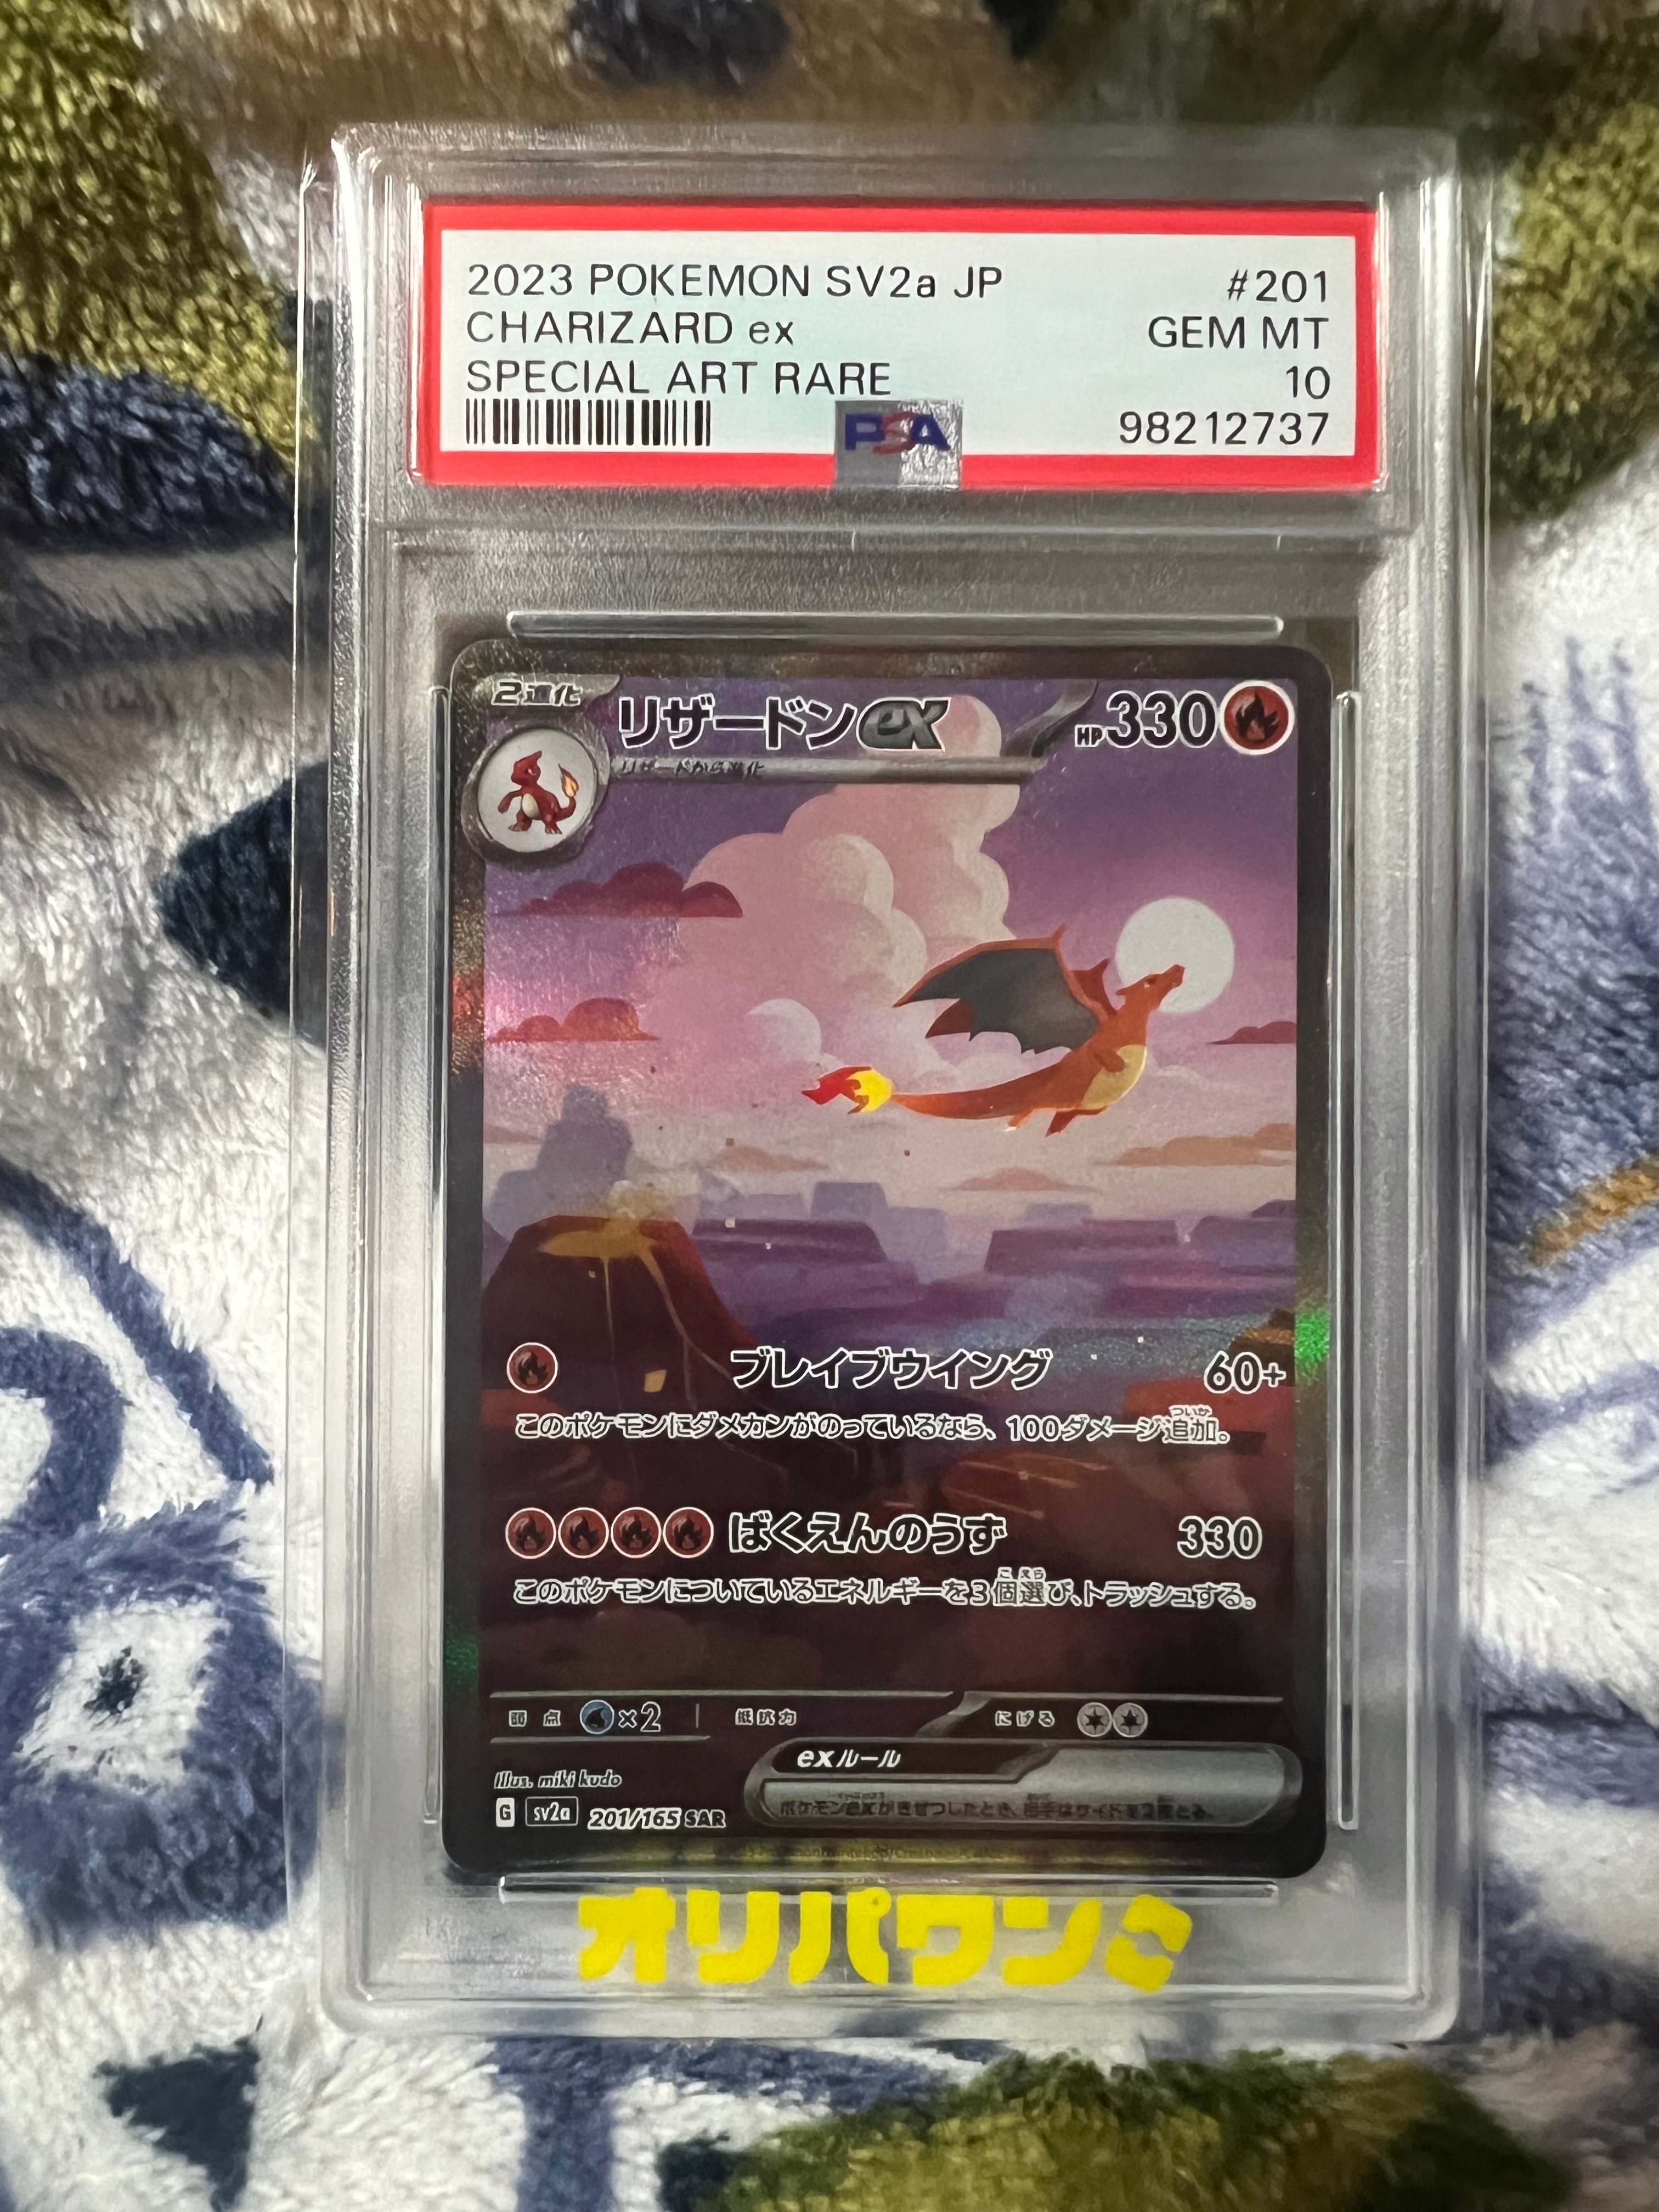 2023 POKEMON SV2a JP #201
CHARIZARD ex GEM MT
SPECIAL ART RARE 10
PSA 98212737
2進化 リザードンex HP330
リザードから進化
ブレイブウイング 60+
このポケモンにダメカンがのっているなら、100ダメージ追加。
ばくえんのうず 330
このポケモンについているエネルギーを3個選び、トラッシュする。
弱点 ×2 抵抗力 にげる
exルール
ポケモンexがきぜつしたとき、相手はサイドを2枚とる。
Illus. miki kudo
G sv2a 201/165 SAR
オリパワン